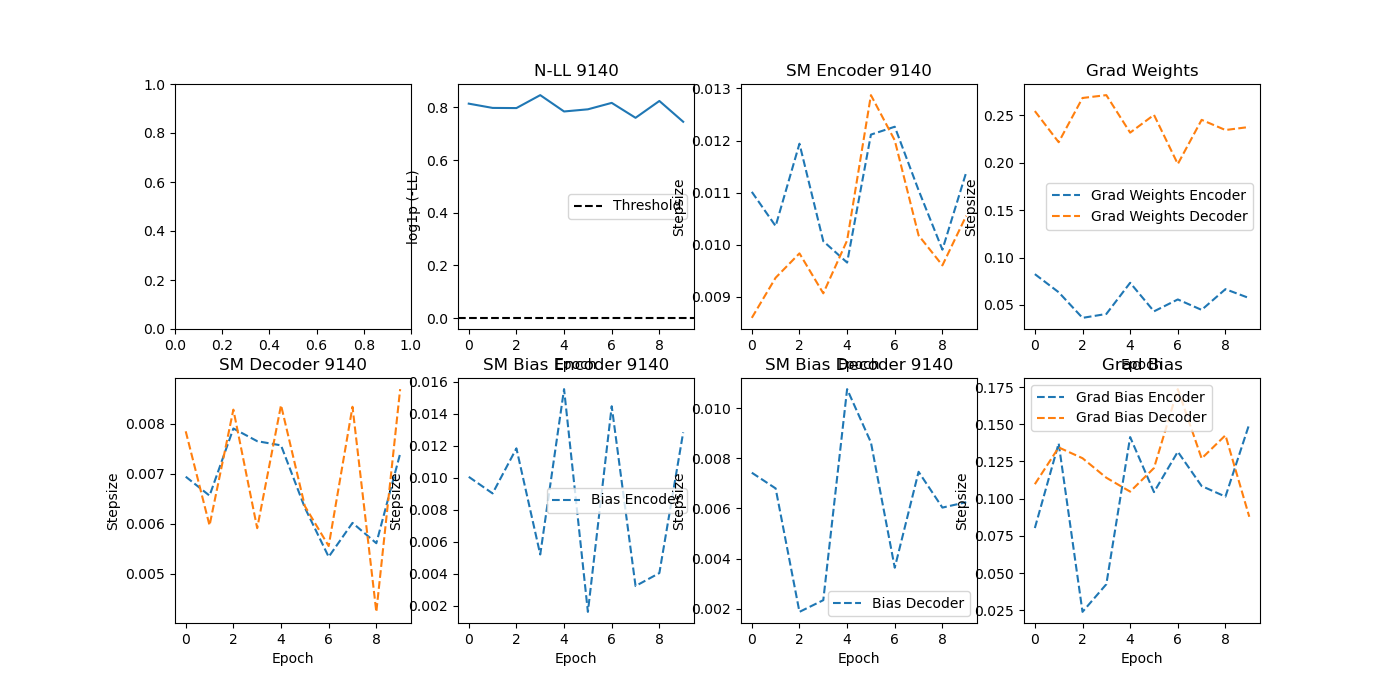 N-LL 9140
SM Encoder 9140
Grad Weights
1.0
0.8
0.6
0.4
0.2
0.0
0.0 0.2 0.4 0.6 0.8 1.0
log1p (-LL)
0.8
0.6
0.4
0.2
0.0
Threshold
0 2 4 6 8
Epoch
Stepsize
0.013
0.012
0.011
0.010
0.009
0 2 4 6 8
Epoch
Stepsize
0.25
0.20
0.15
0.10
0.05
Grad Weights Encoder
Grad Weights Decoder
0 2 4 6 8
Epoch
SM Decoder 9140
SM Bias Encoder 9140
SM Bias Decoder 9140
Grad Bias
Stepsize
0.008
0.007
0.006
0.005
0 2 4 6 8
Epoch
Stepsize
0.016
0.014
0.012
0.010
0.008
0.006
0.004
0.002
Bias Encoder
0 2 4 6 8
Epoch
Stepsize
0.010
0.008
0.006
0.004
0.002
Bias Decoder
0 2 4 6 8
Epoch
Stepsize
0.175
0.150
0.125
0.100
0.075
0.050
0.025
Grad Bias Encoder
Grad Bias Decoder
0 2 4 6 8
Epoch